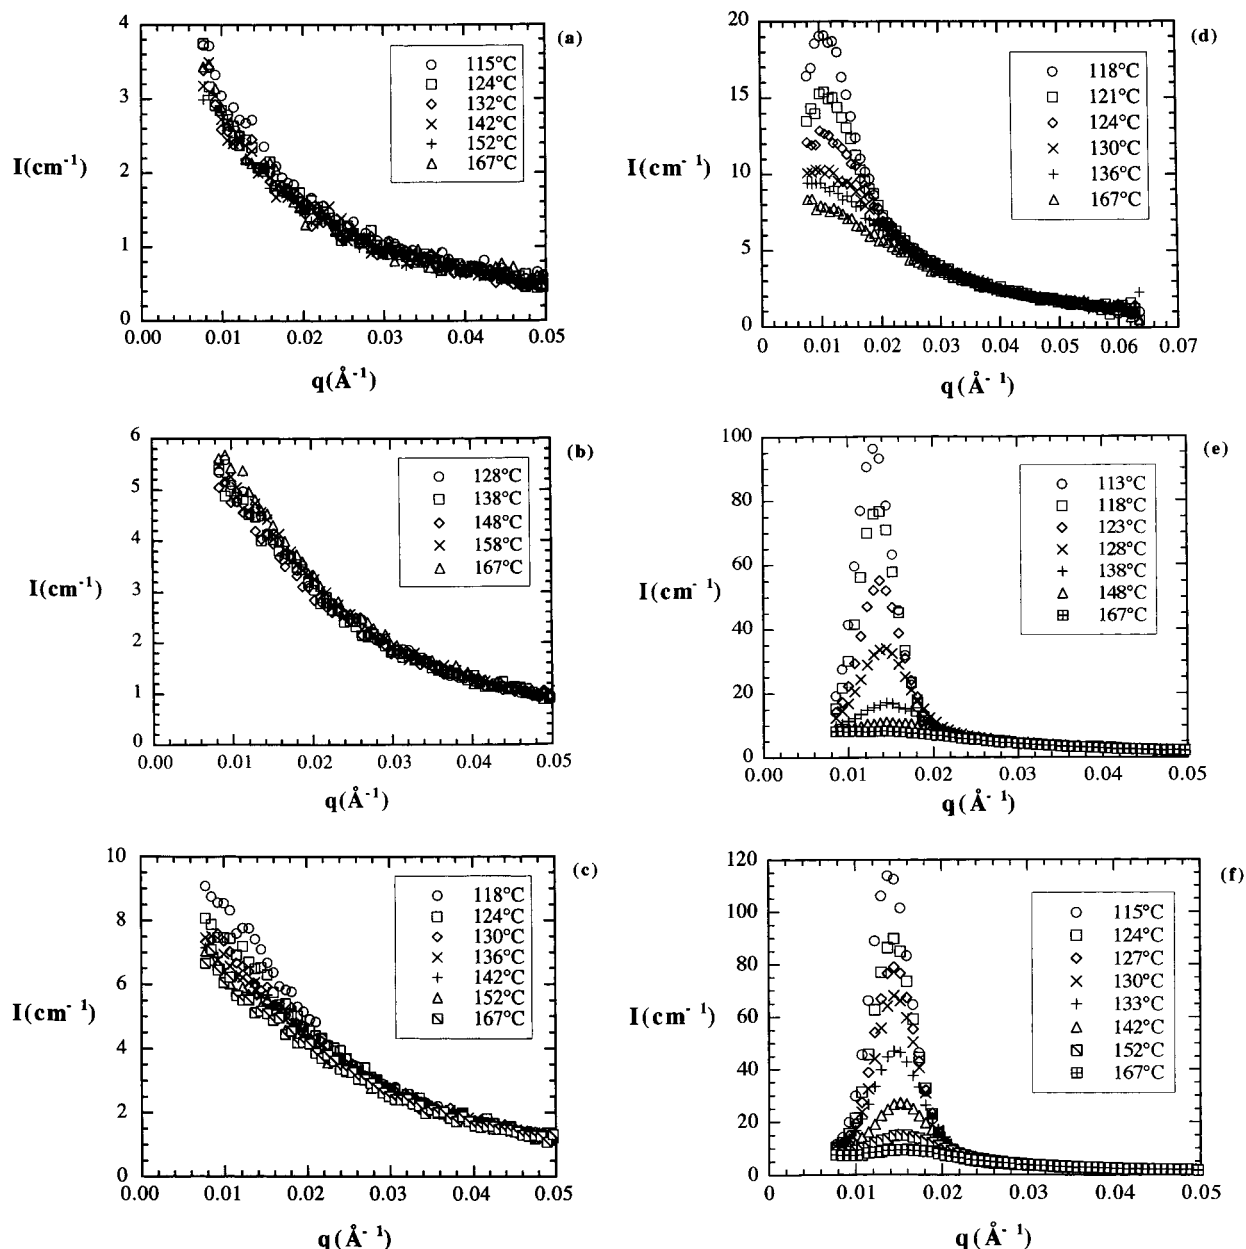 (a)
4
3
2
1
0
I(cm⁻¹)
115°C
124°C
132°C
142°C
152°C
167°C
0.00 0.01 0.02 0.03 0.04 0.05
q(Å⁻¹)
(b)
6
5
4
3
2
1
0
I(cm⁻¹)
128°C
138°C
148°C
158°C
167°C
0.00 0.01 0.02 0.03 0.04 0.05
q(Å⁻¹)
(c)
10
8
6
4
2
0
I(cm⁻¹)
118°C
124°C
130°C
136°C
142°C
152°C
167°C
0.00 0.01 0.02 0.03 0.04 0.05
q(Å⁻¹)
(d)
20
15
10
5
0
I(cm⁻¹)
118°C
121°C
124°C
130°C
136°C
167°C
0 0.01 0.02 0.03 0.04 0.05 0.06 0.07
q(Å⁻¹)
(e)
100
80
60
40
20
0
I(cm⁻¹)
113°C
118°C
123°C
128°C
138°C
148°C
167°C
0.00 0.01 0.02 0.03 0.04 0.05
q(Å⁻¹)
(f)
120
100
80
60
40
20
0
I(cm⁻¹)
115°C
124°C
127°C
130°C
133°C
142°C
152°C
167°C
0 0.01 0.02 0.03 0.04 0.05
q(Å⁻¹)